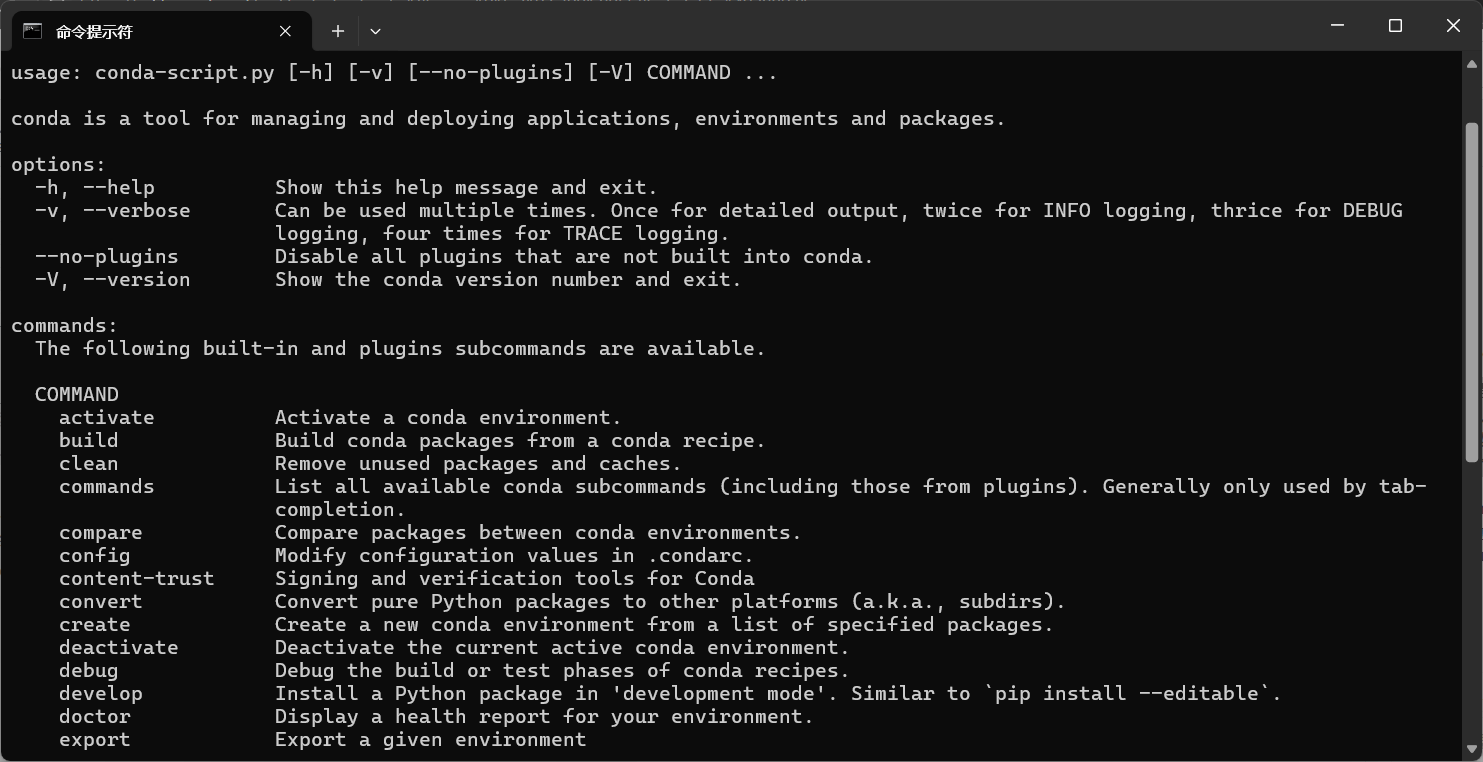 命令提示符
usage: conda-script.py [-h] [-v] [--no-plugins] [-V] COMMAND ...
conda is a tool for managing and deploying applications, environments and packages.
options:
-h, --help Show this help message and exit.
-v, --verbose Can be used multiple times. Once for detailed output, twice for INFO logging, thrice for DEBUG
logging, four times for TRACE logging.
--no-plugins Disable all plugins that are not built into conda.
-V, --version Show the conda version number and exit.
commands:
The following built-in and plugins subcommands are available.
COMMAND
activate Activate a conda environment.
build Build conda packages from a conda recipe.
clean Remove unused packages and caches.
commands List all available conda subcommands (including those from plugins). Generally only used by tab-
completion.
compare Compare packages between conda environments.
config Modify configuration values in .condarc.
content-trust Signing and verification tools for Conda
convert Convert pure Python packages to other platforms (a.k.a., subdirs).
create Create a new conda environment from a list of specified packages.
deactivate Deactivate the current active conda environment.
debug Debug the build or test phases of conda recipes.
develop Install a Python package in 'development mode'. Similar to `pip install --editable`.
doctor Display a health report for your environment.
export Export a given environment